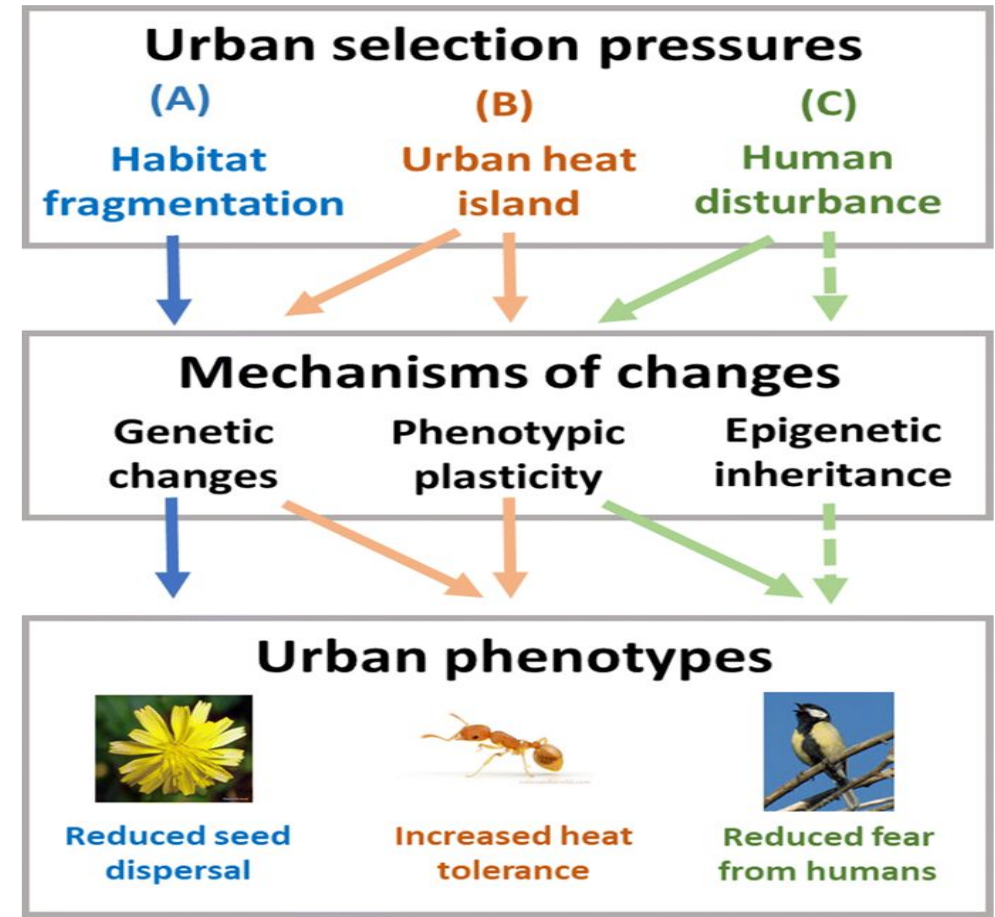 Urban selection pressures
(A)
Habitat
fragmentation
(B)
Urban heat
island
(C)
Human
disturbance
Mechanisms of changes
Genetic
changes
Phenotypic
plasticity
Epigenetic
inheritance
Urban phenotypes
Reduced seed
dispersal
Increased heat
tolerance
Reduced fear
from humans